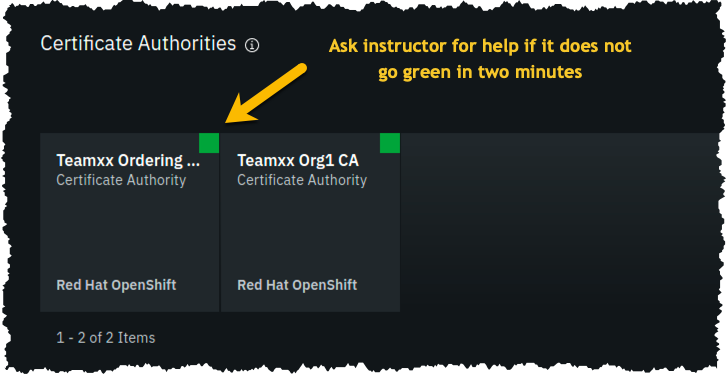 Certificate Authorities
Ask instructor for help if it does not
go green in two minutes
Teamxx Ordering ...
Certificate Authority
Red Hat OpenShift
Teamxx Org1 CA
Certificate Authority
Red Hat OpenShift
1 - 2 of 2 Items